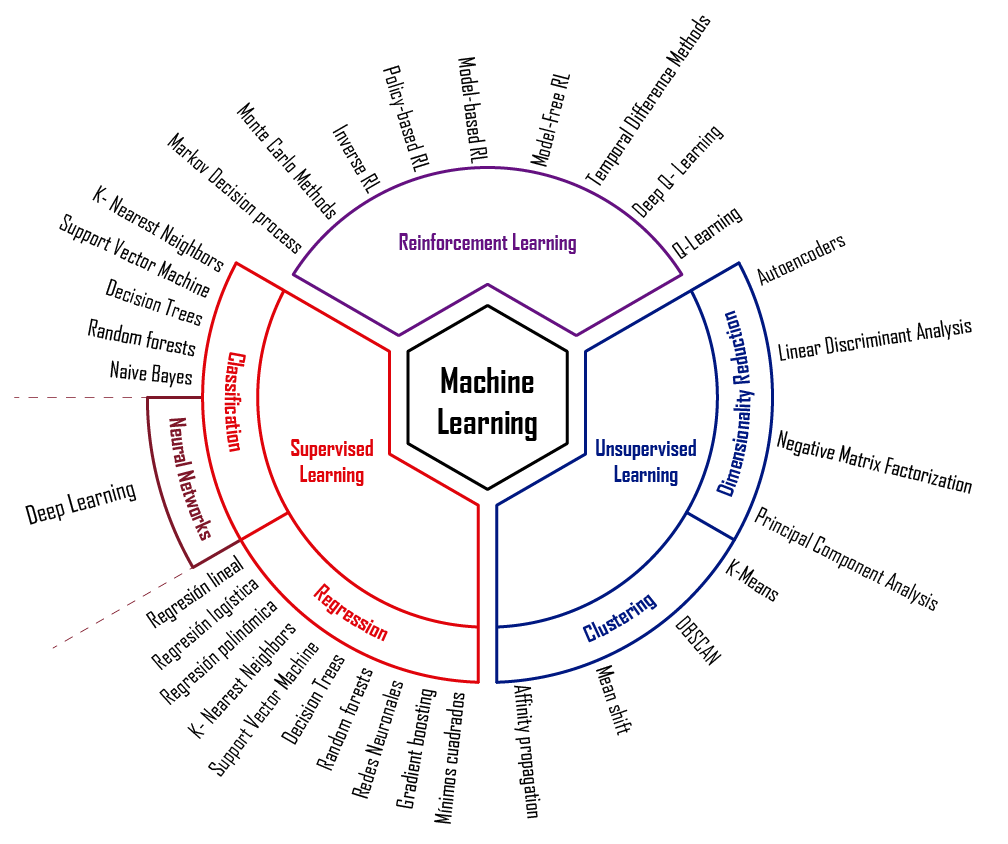 Machine
Learning
Reinforcement Learning
Markov Decision process
Monte Carlo Methods
Inverse RL
Policy-based RL
Model-based RL
Model-Free RL
Temporal Difference Methods
Deep Q- Learning
Q-Learning
Unsupervised
Learning
Dimensionality Reduction
Autoencoders
Linear Discriminant Analysis
Negative Matrix Factorization
Principal Component Analysis
Clustering
K-Means
DBSCAN
Mean shift
Affinity propagation
Supervised
Learning
Classification
K- Nearest Neighbors
Support Vector Machine
Decision Trees
Random forests
Naive Bayes
Neural Networks
Deep Learning
Regression
Regresión lineal
Regresión logística
Regresión polinómica
K- Nearest Neighbors
Support Vector Machine
Decision Trees
Random forests
Redes Neuronales
Gradient boosting
Mínimos cuadrados